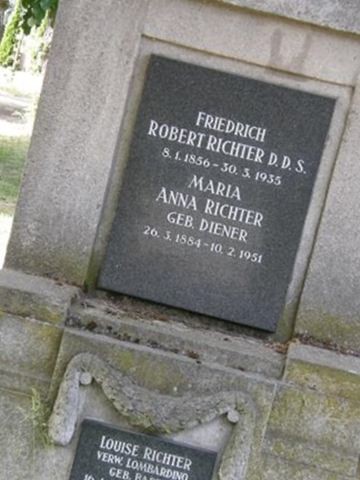 FRIEDRICH
ROBERT RICHTER D.D.S.
8.1.1856 – 30.3.1935
MARIA
ANNA RICHTER
GEB. DIENER
26.3.1884 – 10.2.1951
LOUISE RICHTER
VERW. LOMBARDINO
GEB.